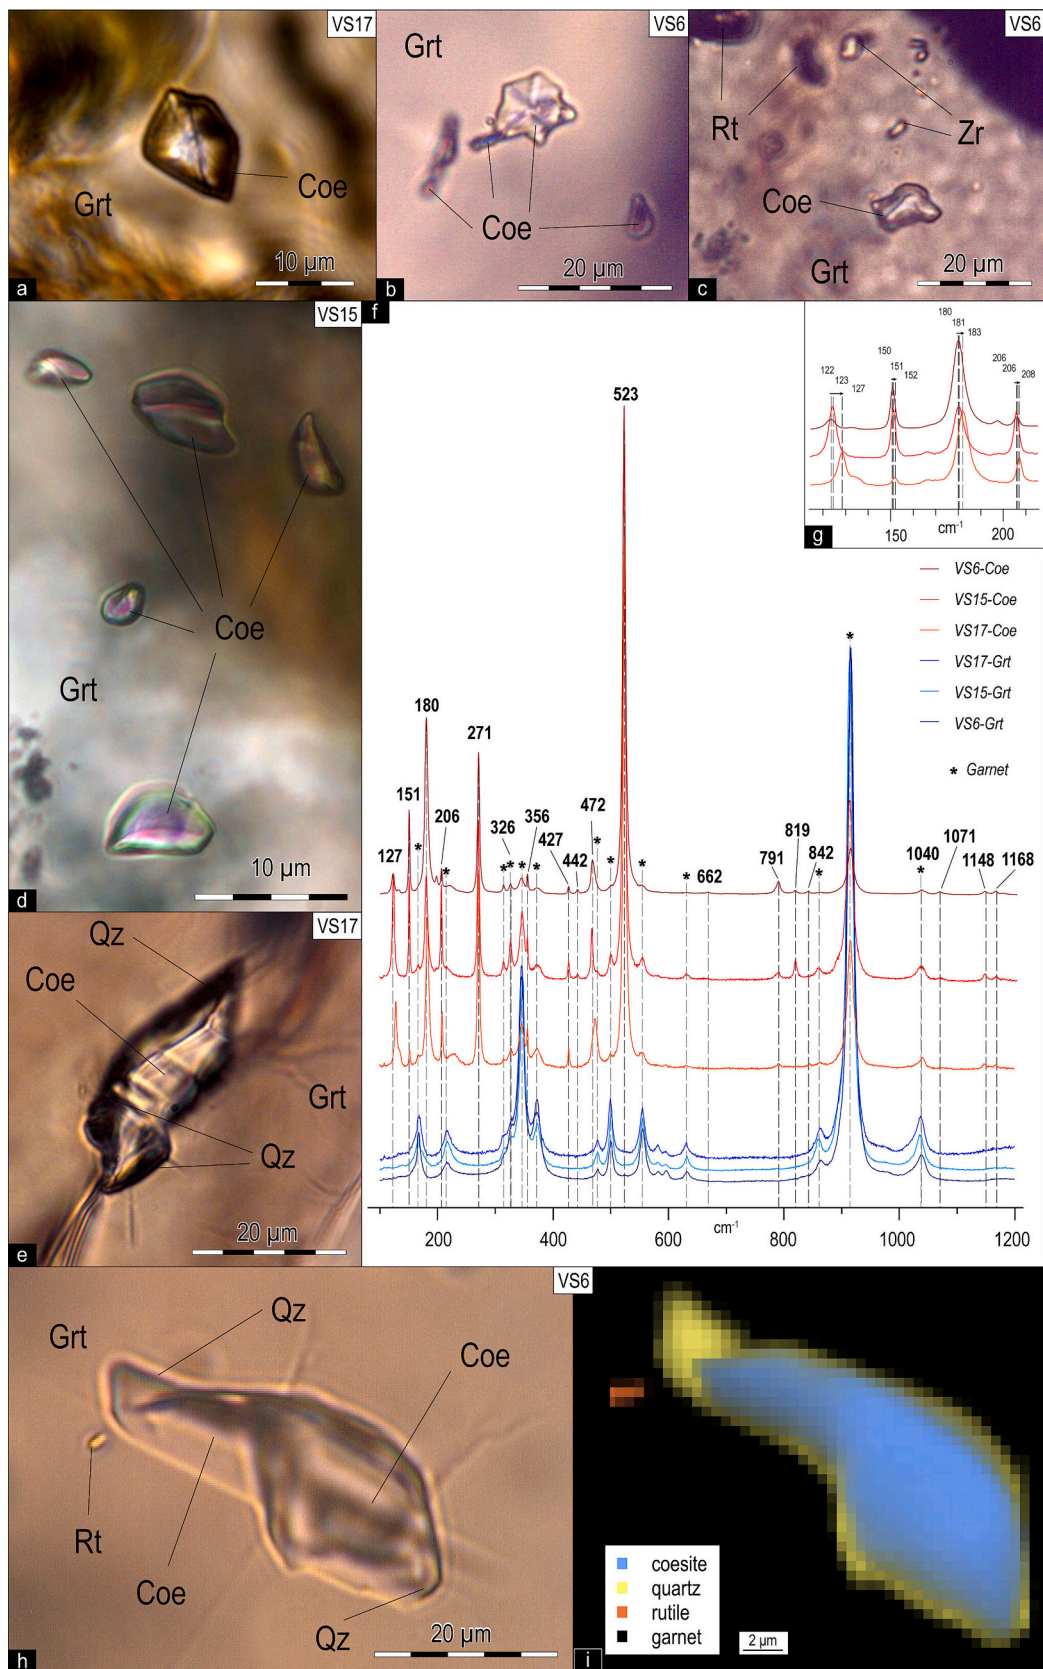 VS17
Coe
Grt
10 µm
a
VS6
Grt
Coe
20 µm
b
VS6
Rt
Zr
Coe
Grt
20 µm
c
VS15
Coe
Grt
10 µm
d
VS17
Qz
Coe
Grt
Qz
20 µm
e
f
523
180
271
151
206
127
326
356
427
442
472
662
791
819
842
1040
1071
1148
1168
* * * * * * * * * * * * * *
200 400 600 800 1000 1200
cm-1
180
181
183
150
151
152
122
123
127
206
206
208
150 cm-1 200
g
VS6-Coe
VS15-Coe
VS17-Coe
VS17-Grt
VS15-Grt
VS6-Grt
* Garnet
VS6
Grt
Qz
Coe
Rt
Coe
Qz
20 µm
h
coesite
quartz
rutile
garnet
2 µm
i